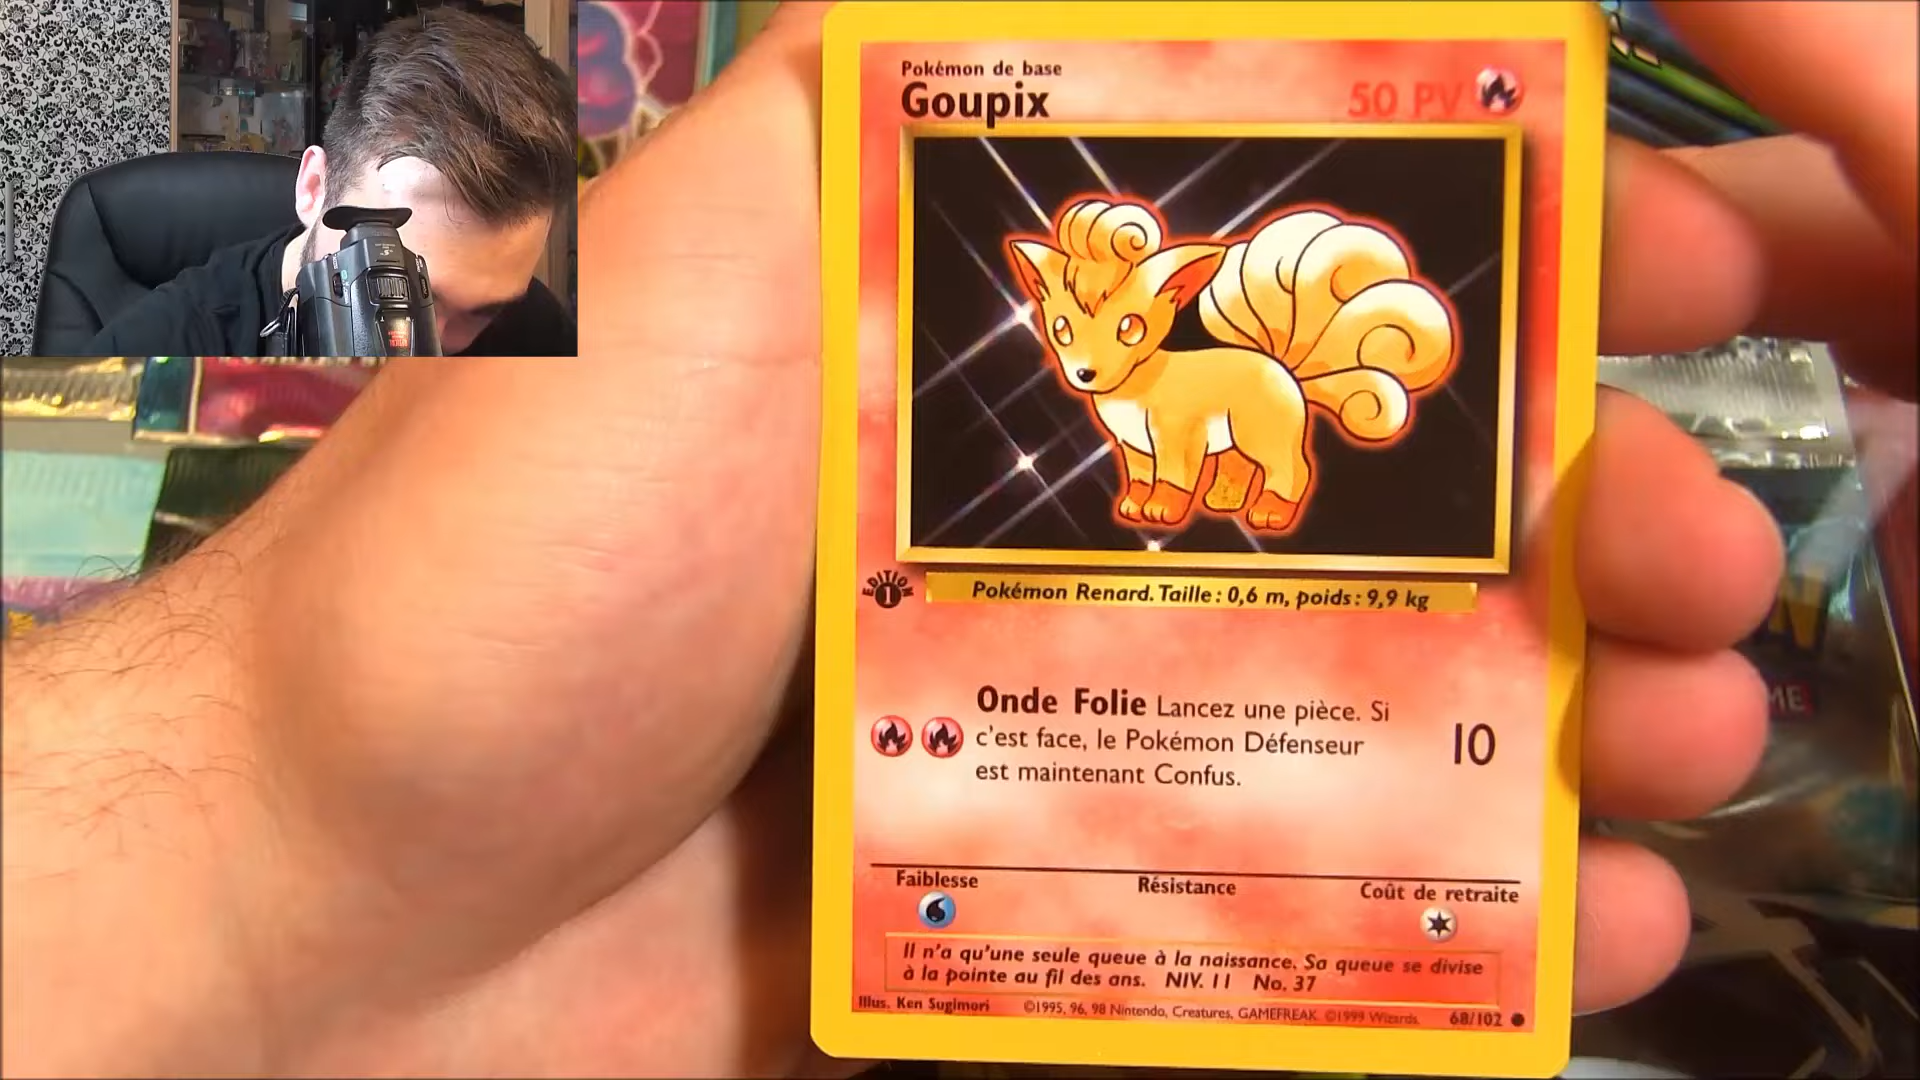 Pokémon de base
Goupix
50 PV
EDITION
1
Pokémon Renard. Taille : 0,6 m, poids : 9,9 kg
Onde Folie Lancez une pièce. Si
c'est face, le Pokémon Défenseur
est maintenant Confus.
10
Faiblesse
Résistance
Coût de retraite
Il n'a qu'une seule queue à la naissance. Sa queue se divise
à la pointe au fil des ans. NIV. 11 No. 37
Illus. Ken Sugimori
©1995, 96, 98 Nintendo, Creatures, GAMEFREAK. ©1999 Wizards.
68/102